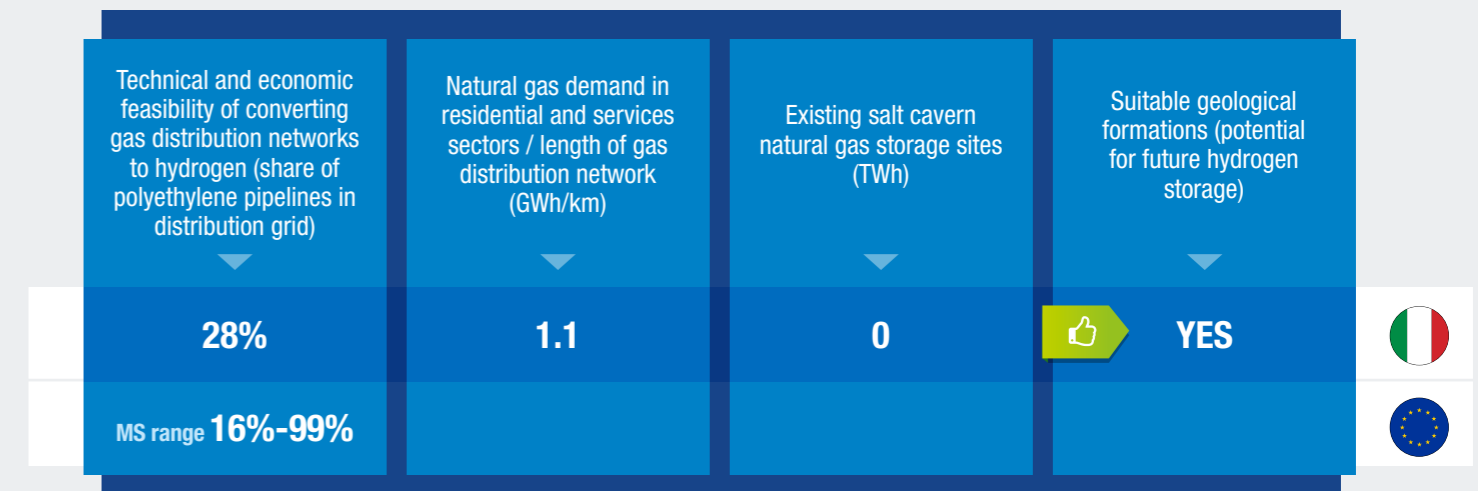 Technical and economic
feasibility of converting
gas distribution networks
to hydrogen (share of
polyethylene pipelines in
distribution grid)
Natural gas demand in
residential and services
sectors / length of gas
distribution network
(GWh/km)
Existing salt cavern
natural gas storage sites
(TWh)
Suitable geological
formations (potential
for future hydrogen
storage)
28%
1.1
0
YES
MS range 16%-99%